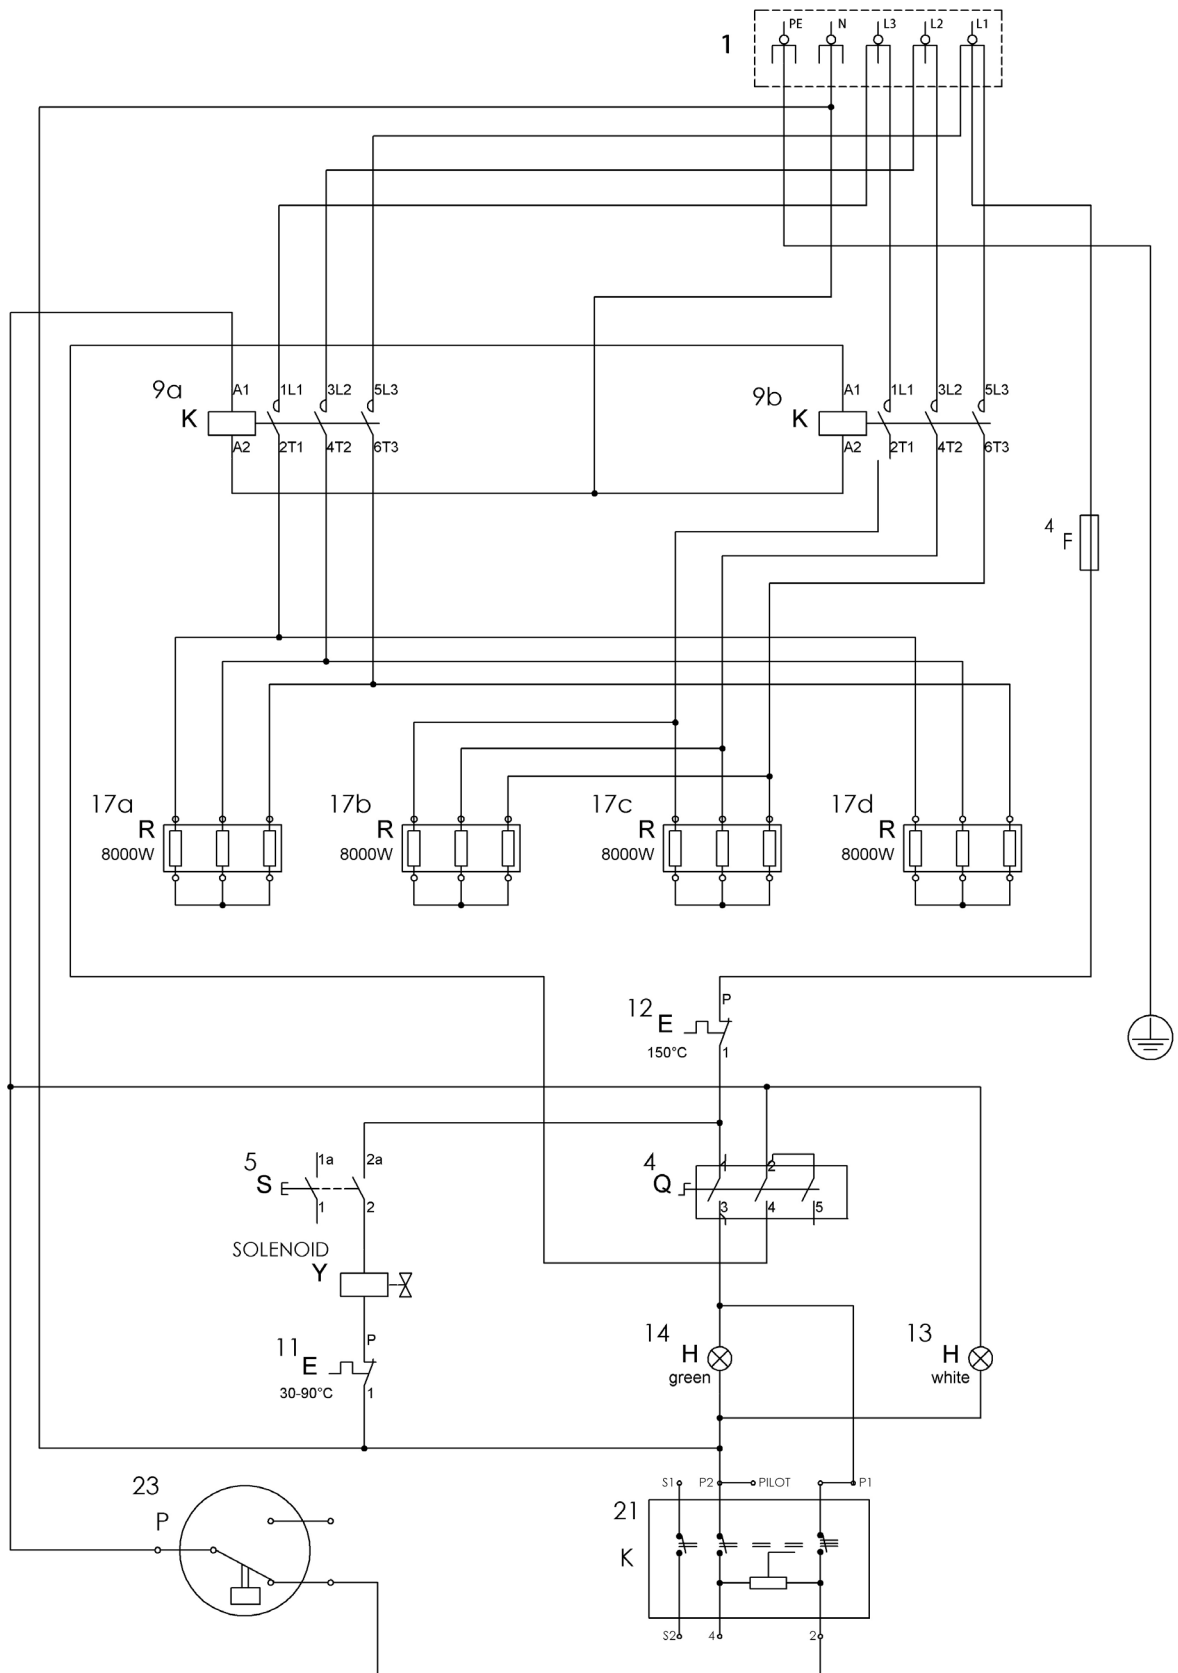 1
PE N L3 L2 L1
9a
K
A1 1L1 3L2 5L3
A2 2T1 4T2 6T3
9b
K
A1 1L1 3L2 5L3
A2 2T1 4T2 6T3
4
F
17a
R
8000W
17b
R
8000W
17c
R
8000W
17d
R
8000W
12
E
150°C
P
1
5
S
1a 2a
1 2
4
Q
1 2
3 4 5
SOLENOID
Y
11
E
30-90°C
P
1
14
H
green
13
H
white
23
P
21
K
S1 P2 PILOT P1
S2 4 2